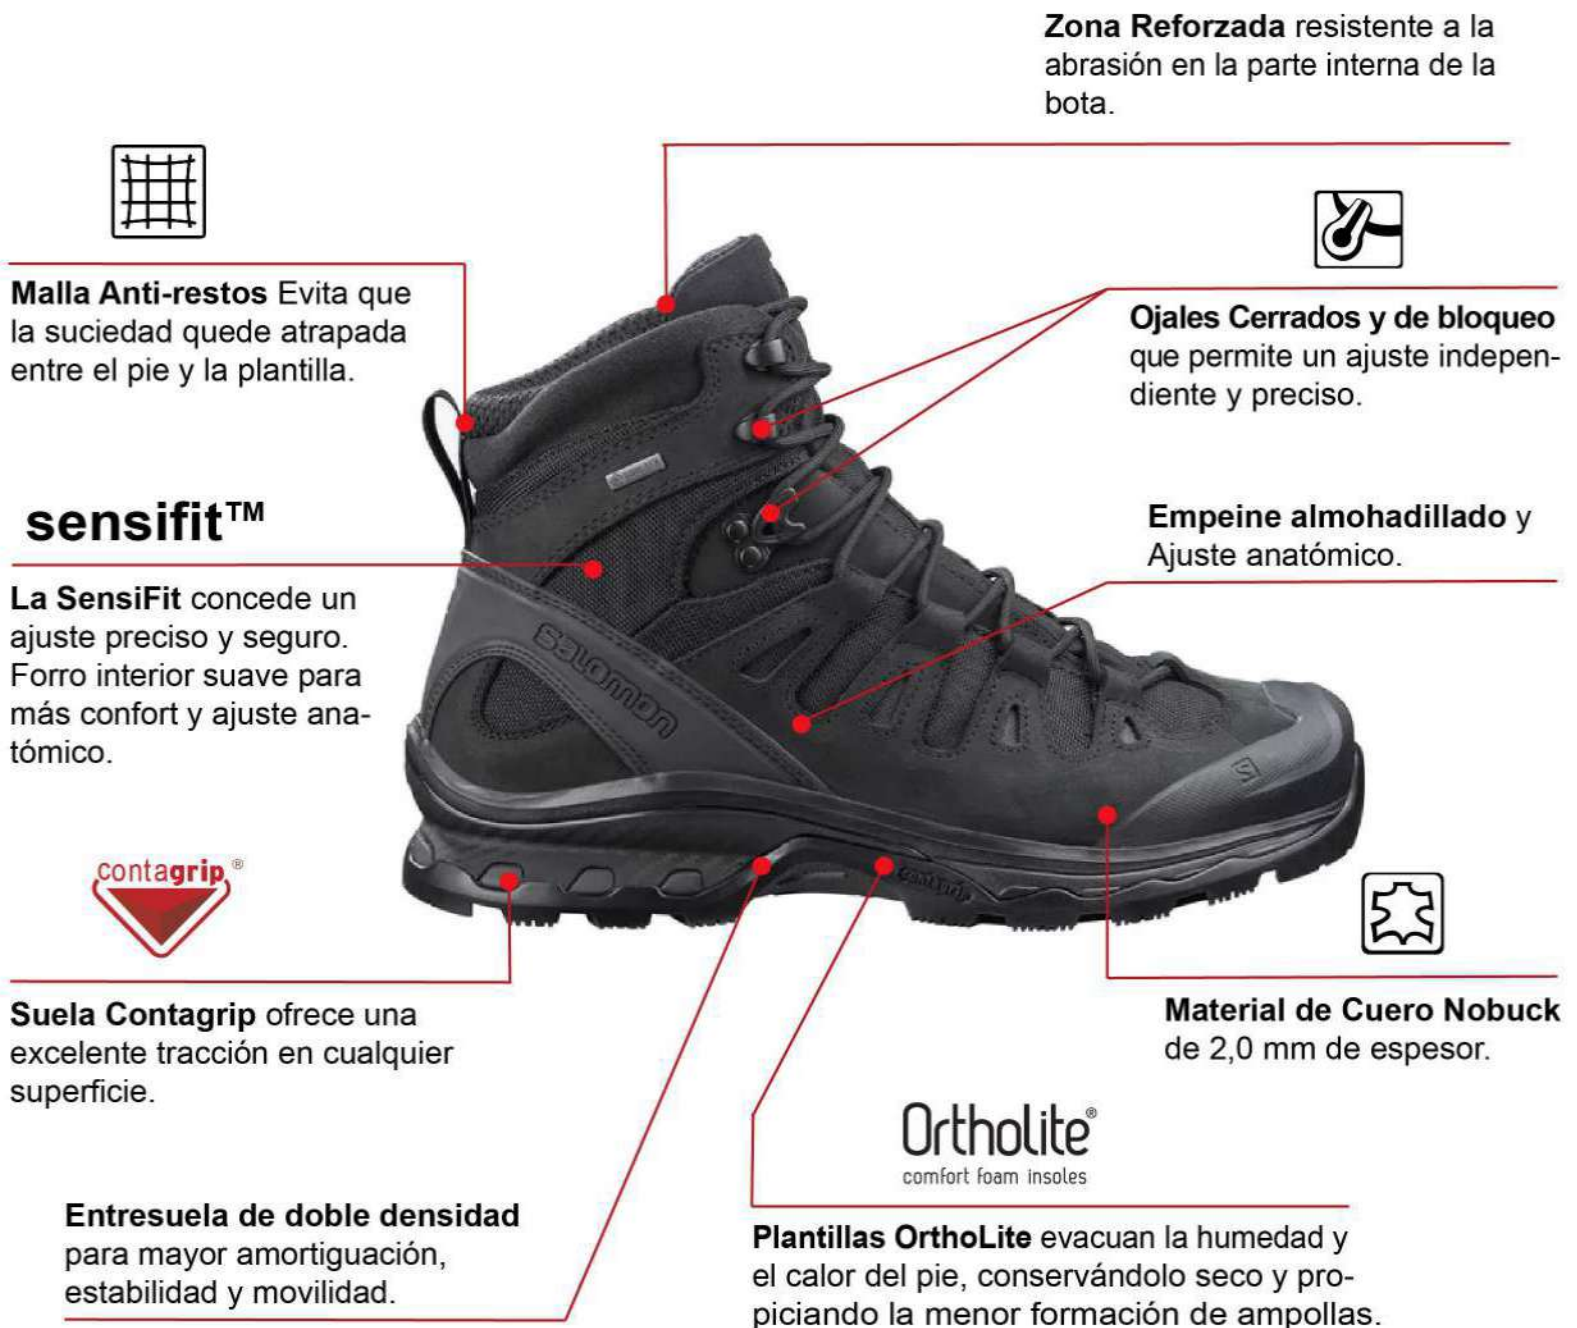 Zona Reforzada resistente a la
abrasión en la parte interna de la
bota.
Malla Anti-restos Evita que
la suciedad quede atrapada
entre el pie y la plantilla.
Ojales Cerrados y de bloqueo
que permite un ajuste indepen-
diente y preciso.
sensifit™
Empeine almohadillado y
Ajuste anatómico.
La SensiFit concede un
ajuste preciso y seguro.
Forro interior suave para
más confort y ajuste ana-
tómico.
SALOMON
contagrip®
contagrip
Suela Contagrip ofrece una
excelente tracción en cualquier
superficie.
Material de Cuero Nobuck
de 2,0 mm de espesor.
Ortholite®
comfort foam insoles
Entresuela de doble densidad
para mayor amortiguación,
estabilidad y movilidad.
Plantillas OrthoLite evacuan la humedad y
el calor del pie, conservándolo seco y pro-
piciando la menor formación de ampollas.